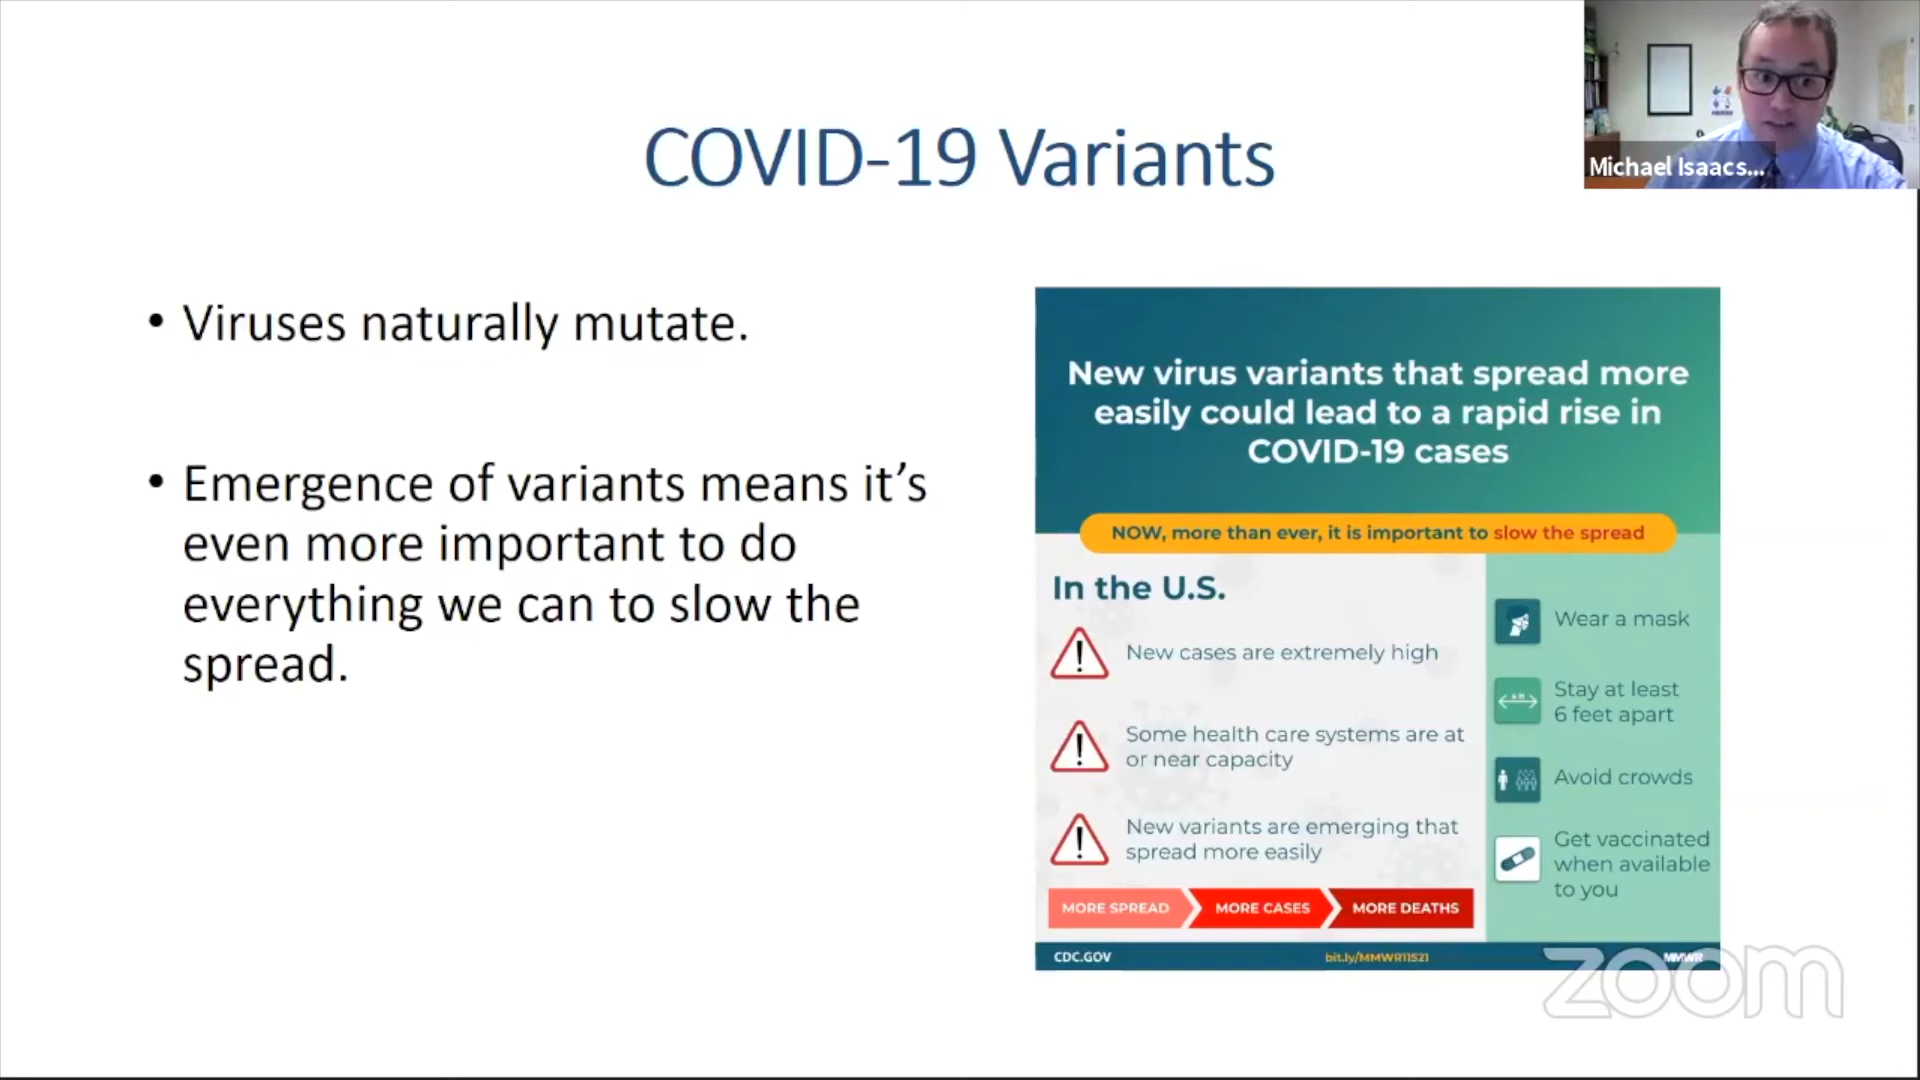 COVID-19 Variants
Michael Isaacs...
• Viruses naturally mutate.
• Emergence of variants means it’s
even more important to do
everything we can to slow the
spread.
New virus variants that spread more
easily could lead to a rapid rise in
COVID-19 cases
NOW, more than ever, it is important to slow the spread
In the U.S.
New cases are extremely high
Some health care systems are at
or near capacity
New variants are emerging that
spread more easily
MORE SPREAD
MORE CASES
MORE DEATHS
Wear a mask
Stay at least
6 feet apart
Avoid crowds
Get vaccinated
when available
to you
CDC.GOV
bit.ly/MMWR11521
MMWR
zoom